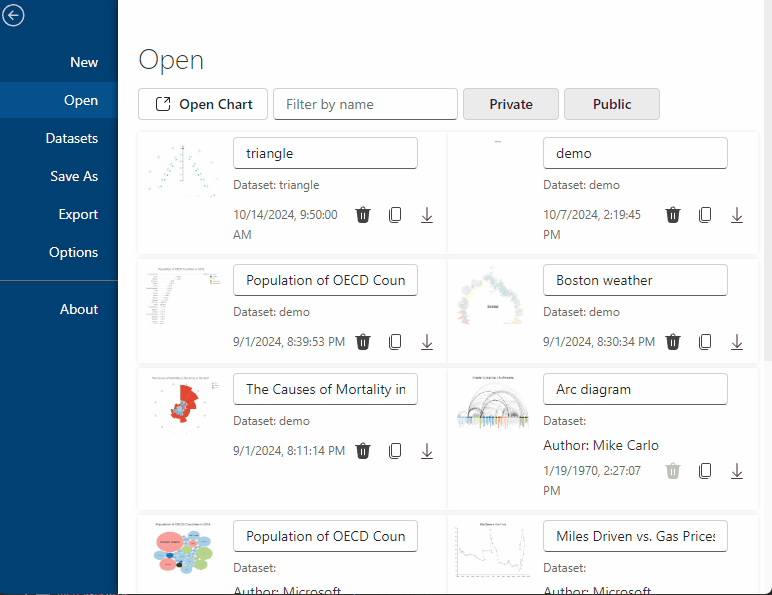 New
Open
Datasets
Save As
Export
Options
About
Open
Open Chart
Filter by name
Private
Public
triangle
Dataset: triangle
10/14/2024, 9:50:00
AM
demo
Dataset: demo
10/7/2024, 2:19:45
PM
Population of OECD Coun
Dataset: demo
9/1/2024, 8:39:53 PM
Boston weather
Dataset: demo
9/1/2024, 8:30:34 PM
The Causes of Mortality in
Dataset: demo
9/1/2024, 8:11:14 PM
Arc diagram
Dataset:
Author: Mike Carlo
1/19/1970, 2:27:07
PM
Population of OECD Coun
Dataset:
Author: Microsoft
Miles Driven vs. Gas Prices
Dataset:
Author: Microsoft